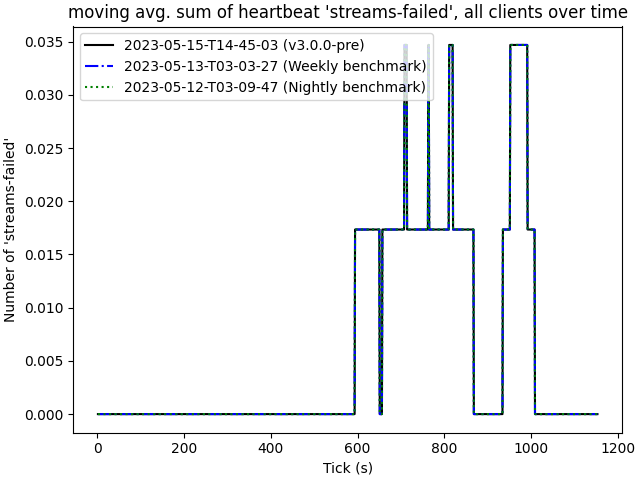 moving avg. sum of heartbeat 'streams-failed', all clients over time
2023-05-15-T14-45-03 (v3.0.0-pre)
2023-05-13-T03-03-27 (Weekly benchmark)
2023-05-12-T03-09-47 (Nightly benchmark)
Number of 'streams-failed'
0.035
0.030
0.025
0.020
0.015
0.010
0.005
0.000
0 200 400 600 800 1000 1200
Tick (s)